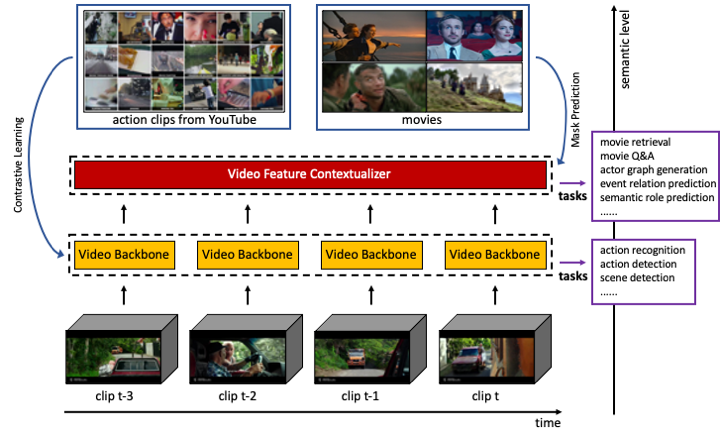 action clips from YouTube
movies
semantic level
Contrastive Learning
Mask Prediction
Video Feature Contextualizer
tasks
movie retrieval
movie Q&A
actor graph generation
event relation prediction
semantic role prediction
......
Video Backbone
Video Backbone
Video Backbone
Video Backbone
tasks
action recognition
action detection
scene detection
......
clip t-3
clip t-2
clip t-1
clip t
time